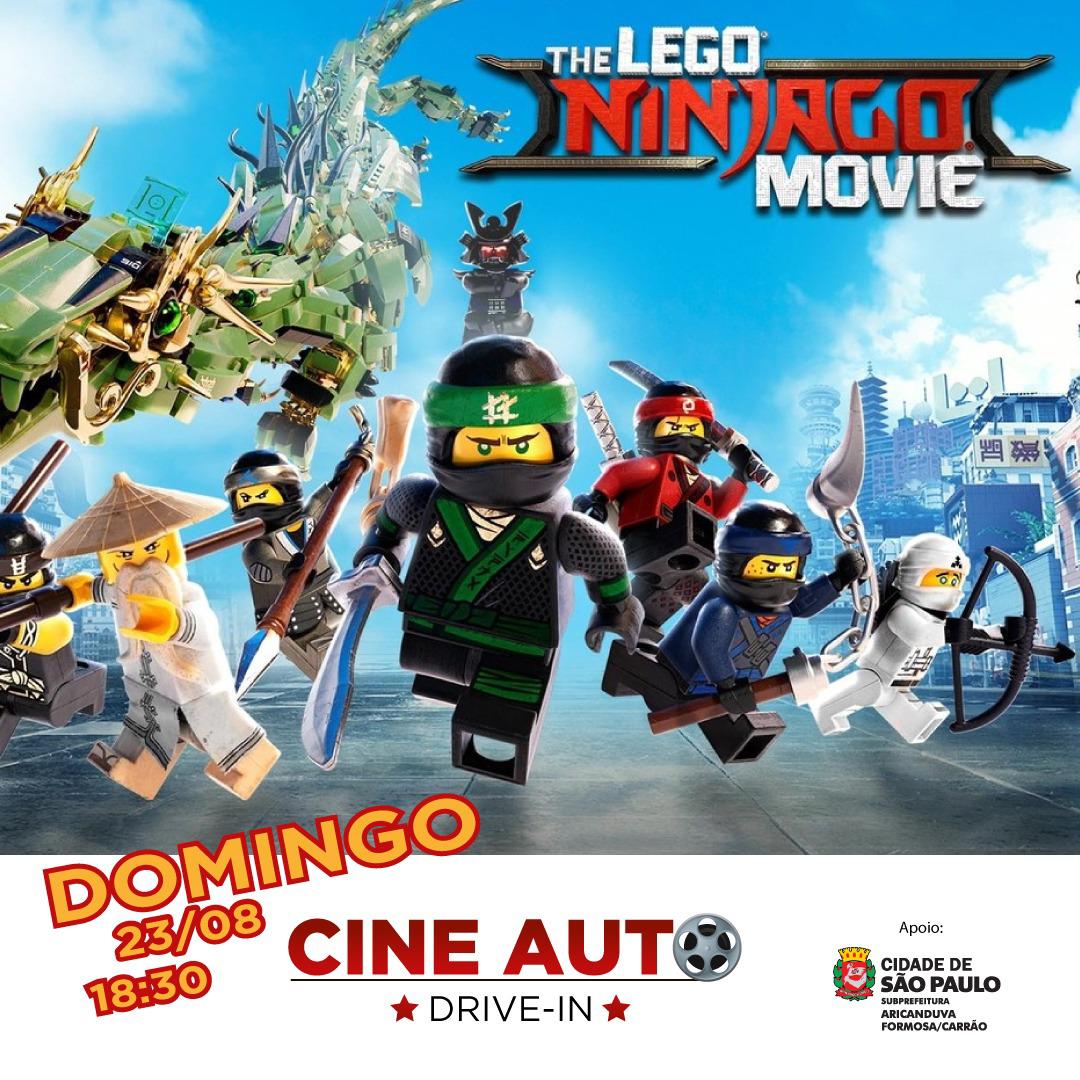 THE LEGO
NINJAGO
MOVIE
DOMINGO
23/08
18:30
CINE AUTO
DRIVE-IN
Apoio:
CIDADE DE
SÃO PAULO
SUBPREFEITURA
ARICANDUVA
FORMOSA/CARRÃO